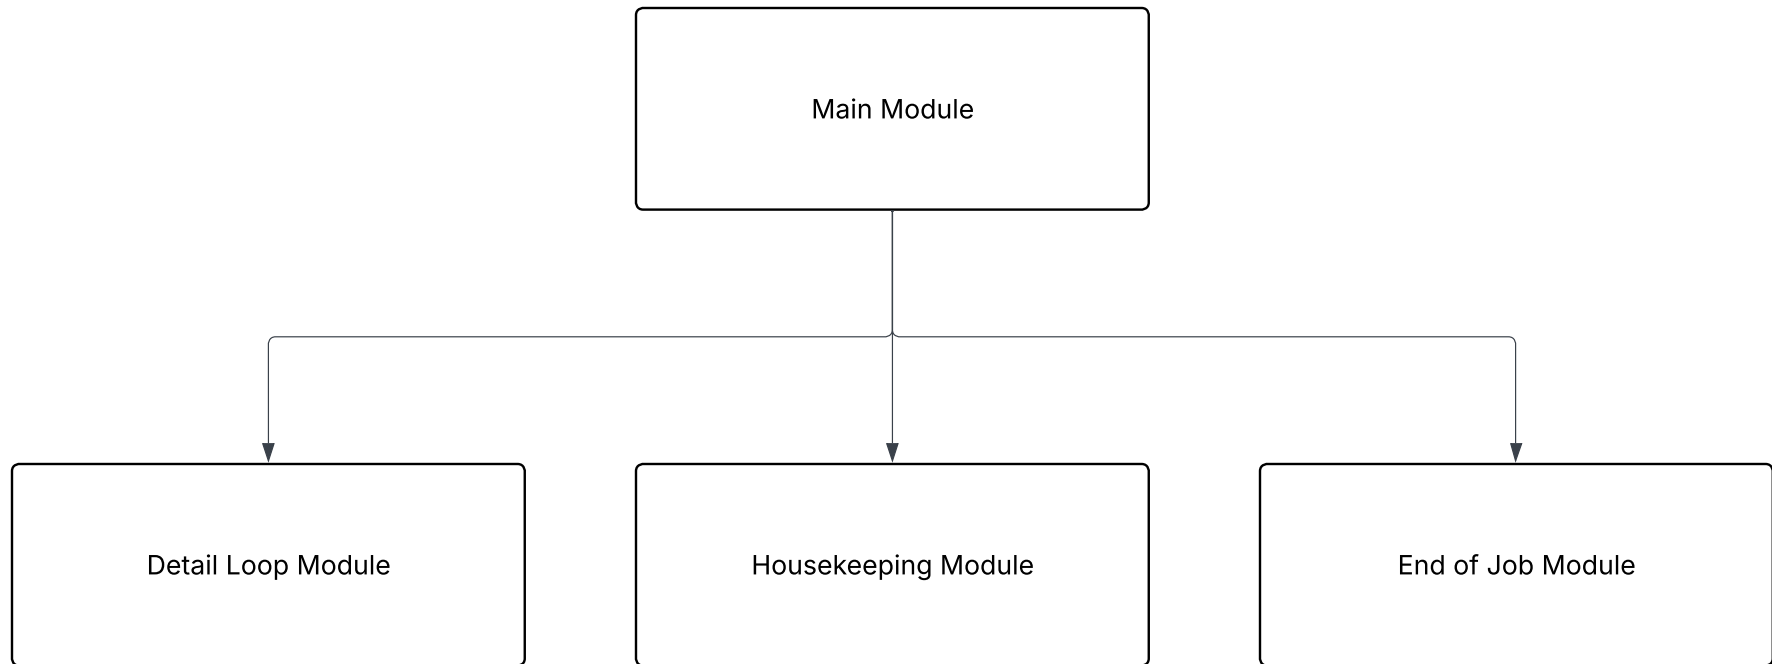 Main Module
Detail Loop Module
Housekeeping Module
End of Job Module